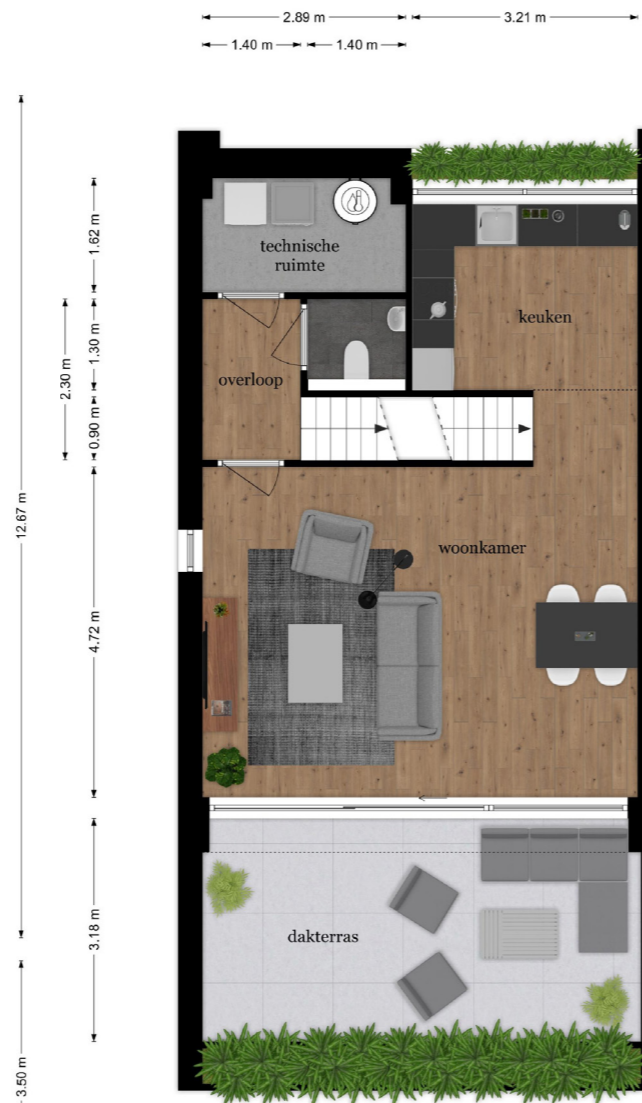 2.89 m
3.21 m
1.40 m
1.40 m
12.67 m
1.62 m
2.30 m
1.30 m
0.90 m
4.72 m
3.18 m
3.50 m
technische
ruimte
keuken
overloop
woonkamer
dakterras